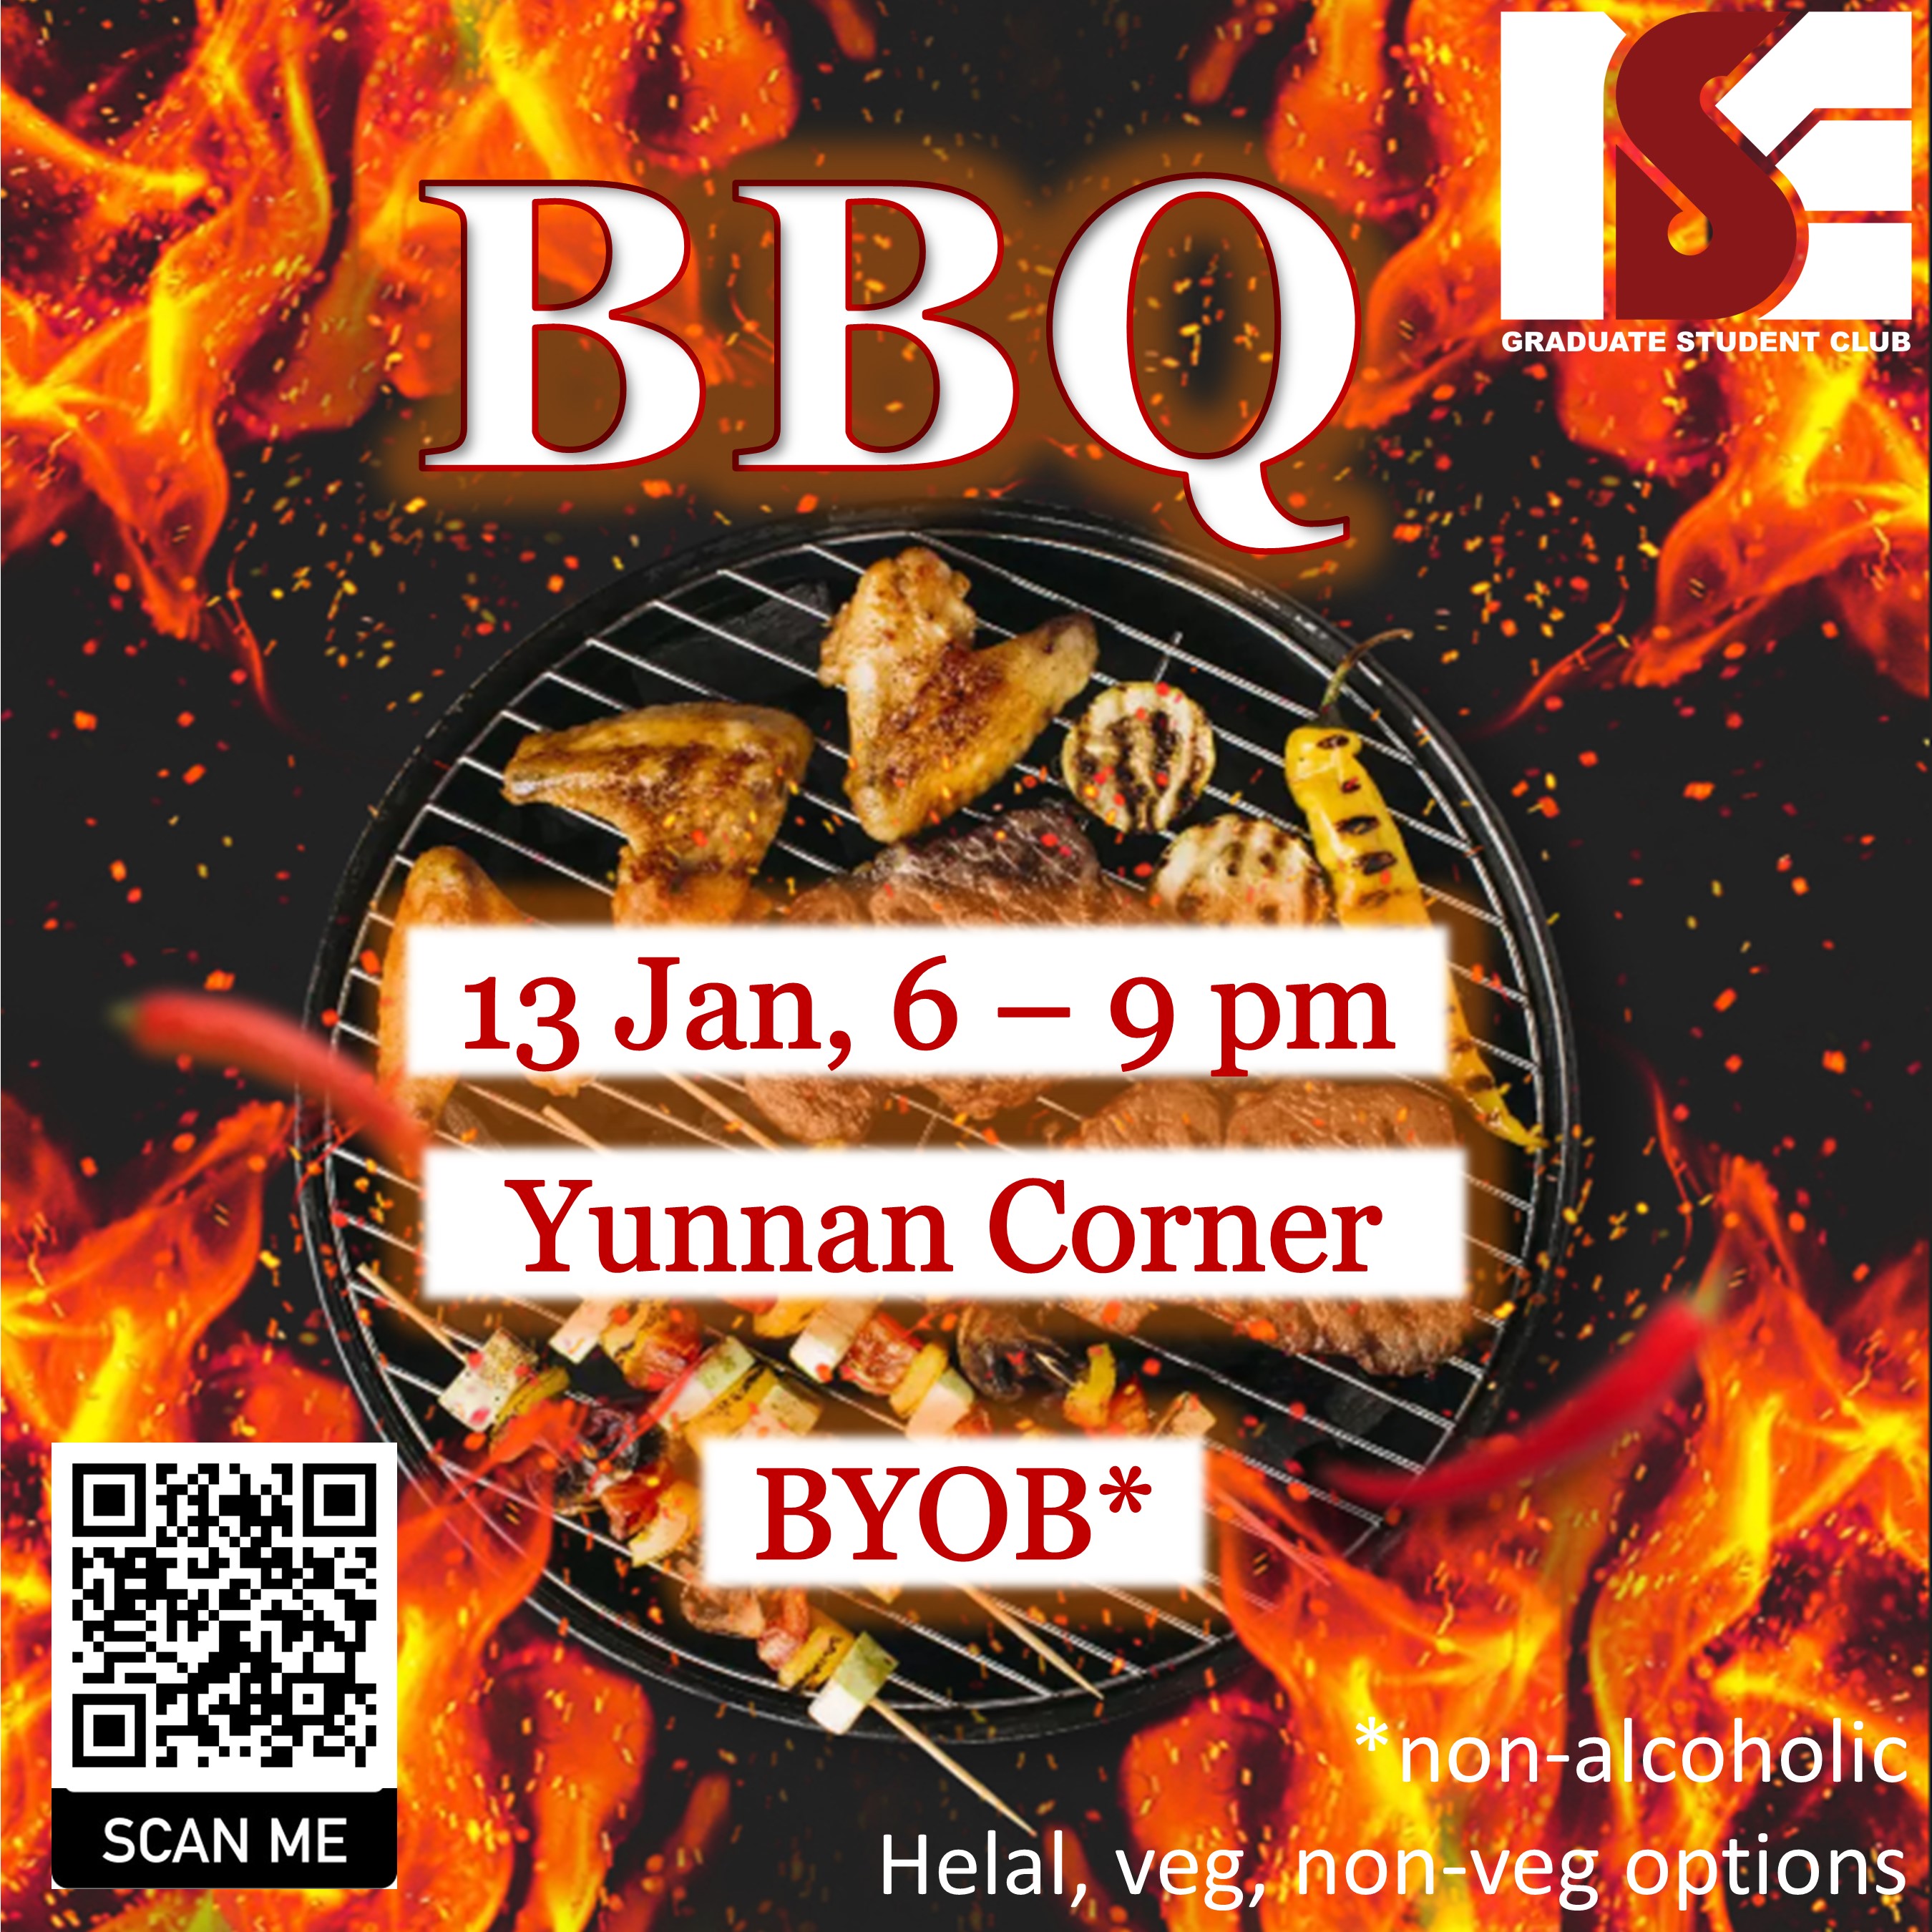 MSE
GRADUATE STUDENT CLUB
BBQ
13 Jan, 6 – 9 pm
Yunnan Corner
BYOB*
SCAN ME
*non-alcoholic
Helal, veg, non-veg options